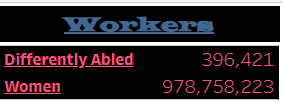 Workers
Differently Abled 396,421
Women 978,758,223